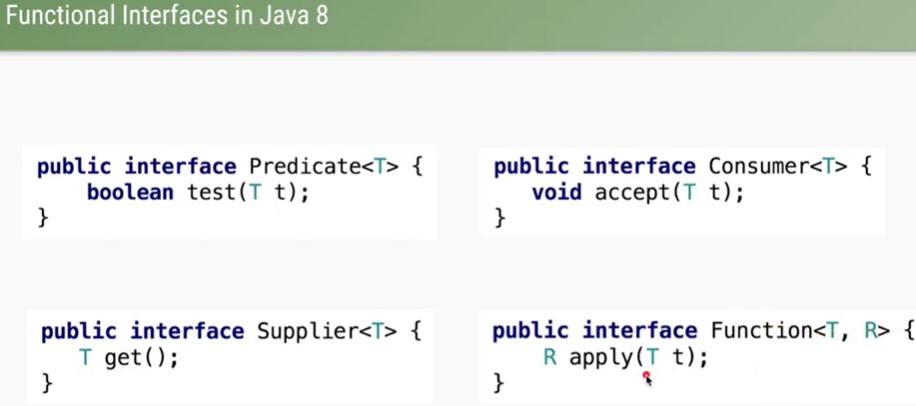 Functional Interfaces in Java 8
public interface Predicate<T> {
    boolean test(T t);
}
public interface Consumer<T> {
    void accept(T t);
}
public interface Supplier<T> {
    T get();
}
public interface Function<T, R> {
    R apply(T t);
}